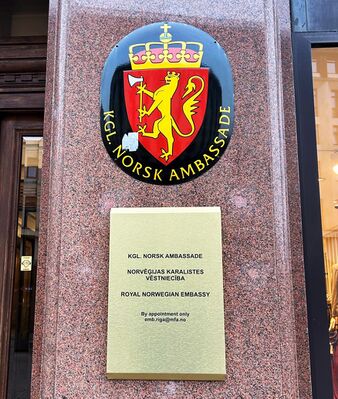 KGL. NORSK AMBASSADE
KGL. NORSK AMBASSADE
NORVĒĢIJAS KARALISTES
VĒSTNIECĪBA
ROYAL NORWEGIAN EMBASSY
By appointment only
emb.riga@mfa.no